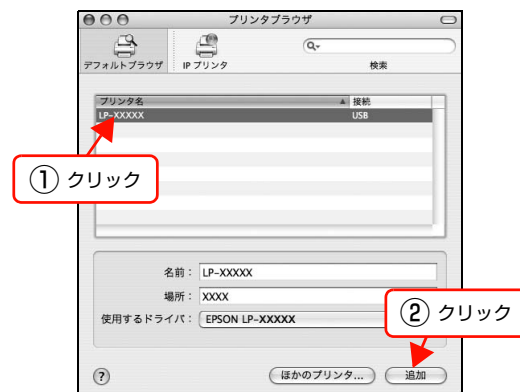 プリンタブラウザ
デフォルトブラウザ
IP プリンタ
検索
プリンタ名
接続
LP-XXXXX
USB
① クリック
名前：
LP-XXXXX
場所：
XXXX
使用するドライバ：
EPSON LP-XXXXX
② クリック
?
ほかのプリンタ...
追加